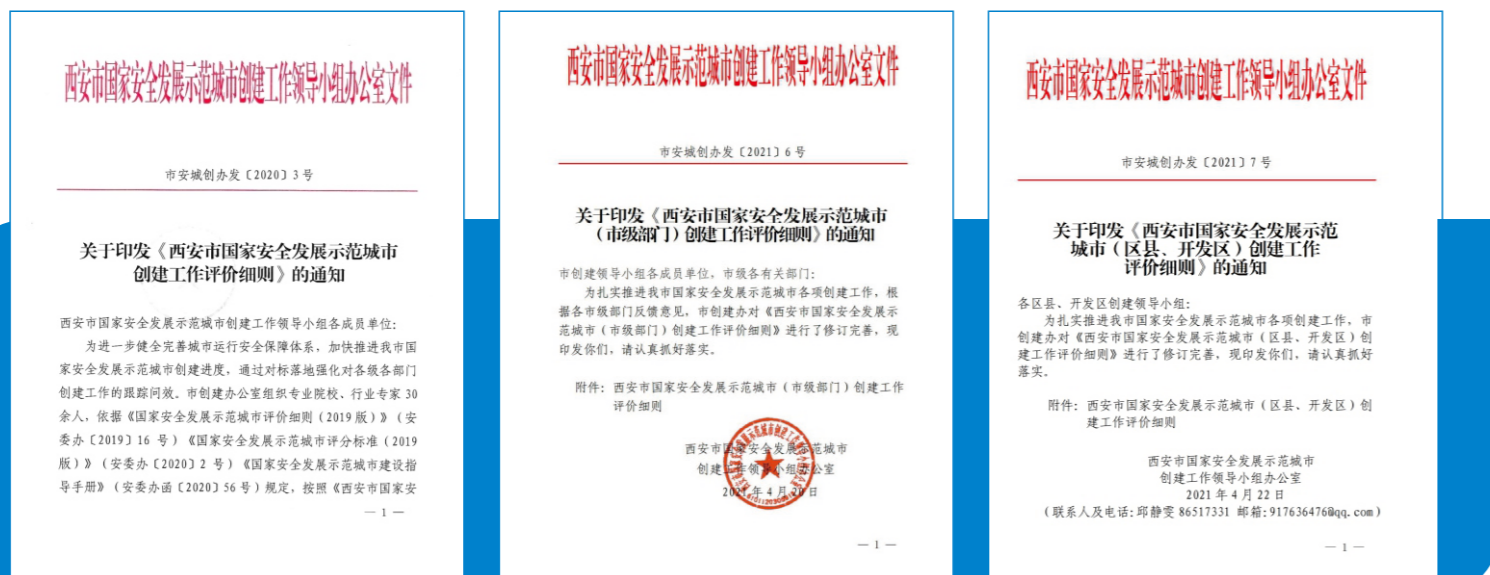 西安市国家安全发展示范城市创建工作领导小组办公室文件
市安城创办发〔2020〕3号
关于印发《西安市国家安全发展示范城市
创建工作评价细则》的通知
西安市国家安全发展示范城市创建工作领导小组各成员单位：
为进一步健全完善城市运行安全保障体系，加快推进我市国
家安全发展示范城市创建进度，通过对标落地强化对各级各部门
创建工作的跟踪问效。市创建办公室组织专业院校、行业专家 30
余人，依据《国家安全发展示范城市评价细则（2019版）》（安
委办〔2019〕16 号）《国家安全发展示范城市评分标准（2019
版）》（安委办〔2020〕2 号）《国家安全发展示范城市建设指
导手册》（安委办函〔2020〕56 号）规定，按照《西安市国家安
— 1 —
西安市国家安全发展示范城市创建工作领导小组办公室文件
市安城创办发〔2021〕6号
关于印发《西安市国家安全发展示范城市
（市级部门）创建工作评价细则》的通知
市创建领导小组各成员单位，市级各有关部门：
为扎实推进我市国家安全发展示范城市各项创建工作，根
据各市级部门反馈意见，市创建办对《西安市国家安全发展示
范城市（市级部门）创建工作评价细则》进行了修订完善，现
印发你们，请认真抓好落实。
附件：西安市国家安全发展示范城市（市级部门）创建工作
评价细则
西安市国家安全发展示范城市
创建工作领导小组办公室
2021年4月20日
— 1 —
西安市国家安全发展示范城市创建工作领导小组办公室文件
市安城创办发〔2021〕7号
关于印发《西安市国家安全发展示范
城市（区县、开发区）创建工作
评价细则》的通知
各区县、开发区创建领导小组：
为扎实推进我市国家安全发展示范城市各项创建工作，市
创建办对《西安市国家安全发展示范城市（区县、开发区）创
建工作评价细则》进行了修订完善，现印发你们，请认真抓好
落实。
附件：西安市国家安全发展示范城市（区县、开发区）创
建工作评价细则
西安市国家安全发展示范城市
创建工作领导小组办公室
2021年4月22日
（联系人及电话：邱静雯 86517331 邮箱：917636476@qq.com）
— 1 —